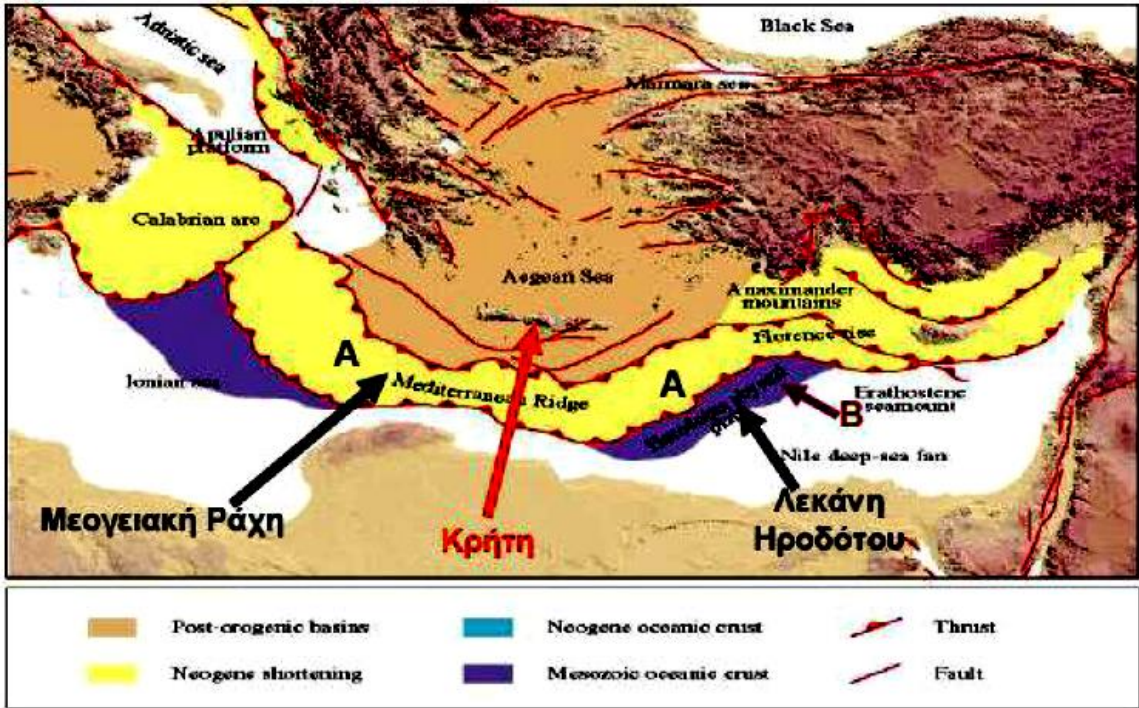 Black Sea
Adriatic sea
Marmara sea
Apulian
platform
Calabrian arc
Aegean Sea
Anaximander
mountains
Florence rise
A
A
Ionian
Mediterranean Ridge
Erathostene
seamount
B
Nile deep-sea fan
Μεογειακή Ράχη
Κρήτη
Λεκάνη
Ηροδότου
Post-orogenic basins
Neogene oceanic crust
Thrust
Neogene shortening
Mesozoic oceanic crust
Fault